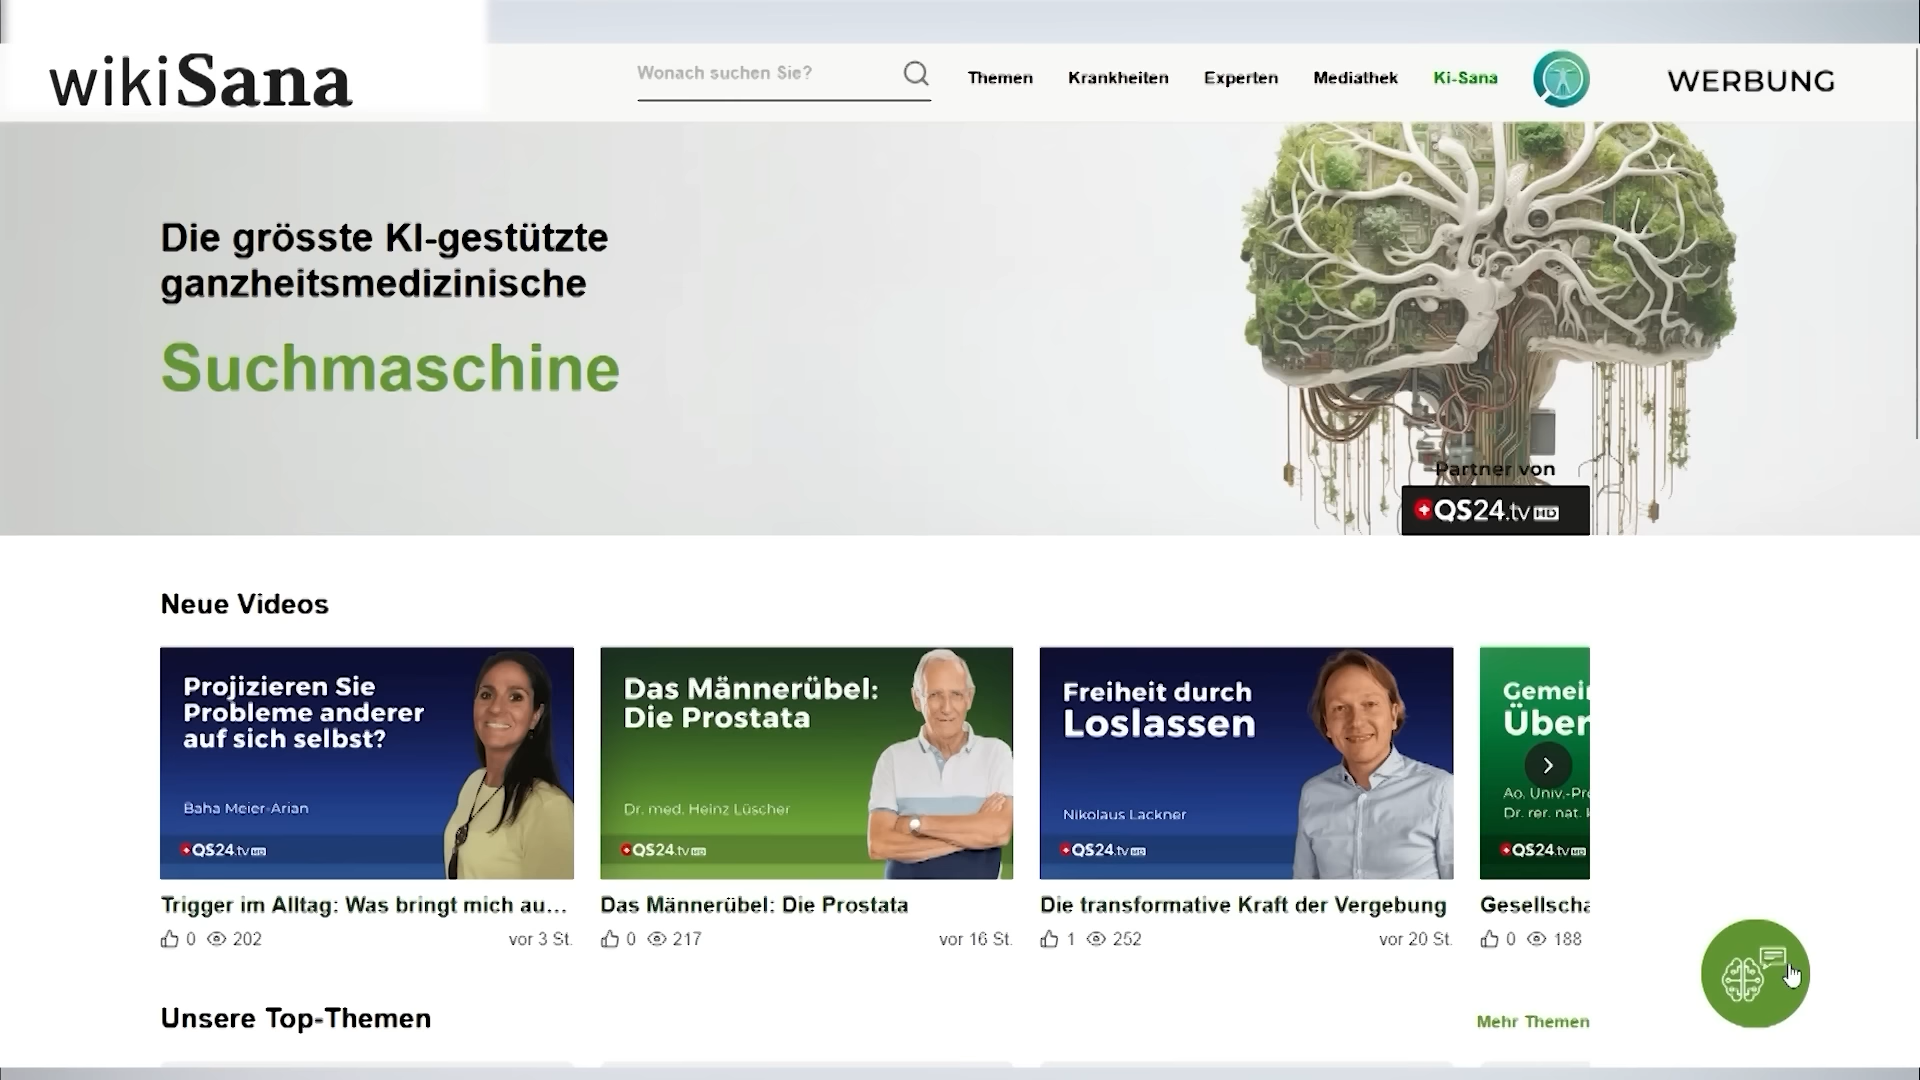 wikiSana
Wonach suchen Sie?
Themen
Krankheiten
Experten
Mediathek
Ki-Sana
WERBUNG
Die grösste KI-gestützte
ganzheitsmedizinische
Suchmaschine
Partner von
QS24.tv HD
Neue Videos
Projizieren Sie
Probleme anderer
auf sich selbst?
Baha Meier-Arian
QS24.tv HD
Trigger im Alltag: Was bringt mich au...
0 202 vor 3 St.
Das Männerübel:
Die Prostata
Dr. med. Heinz Lüscher
QS24.tv HD
Das Männerübel: Die Prostata
0 217 vor 16 St.
Freiheit durch
Loslassen
Nikolaus Lackner
QS24.tv HD
Die transformative Kraft der Vergebung
1 252 vor 20 St.
Gemei
Über
Ao. Univ.-Pr
Dr. rer. nat.
QS24.tv HD
Gesellscha
0 188
Unsere Top-Themen
Mehr Themen